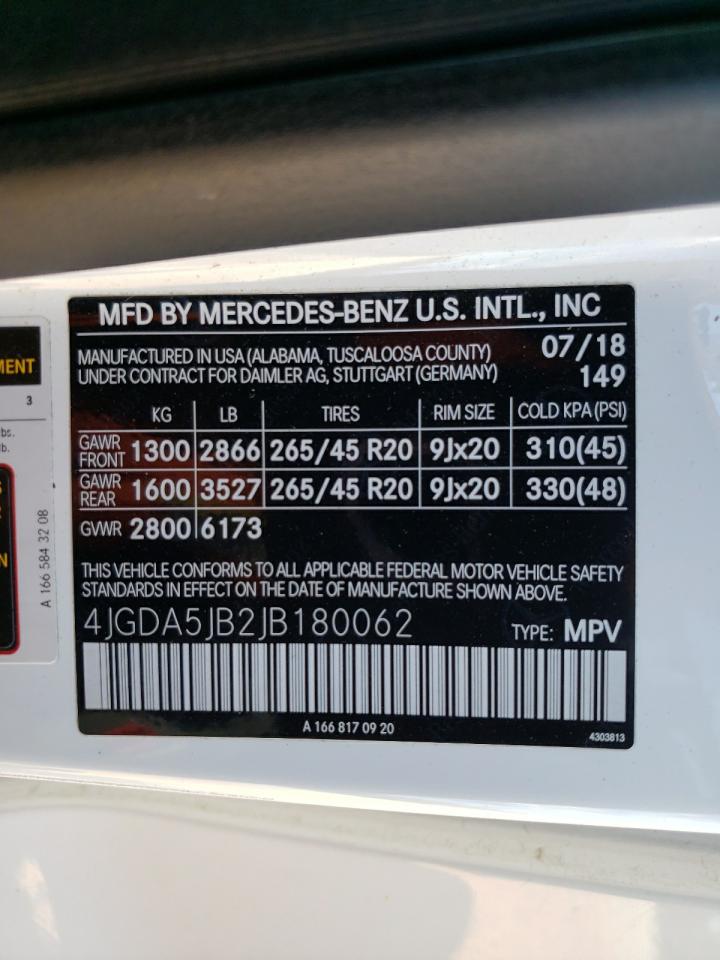 MFD BY MERCEDES-BENZ U.S. INTL., INC
MANUFACTURED IN USA (ALABAMA, TUSCALOOSA COUNTY) 07/18
UNDER CONTRACT FOR DAIMLER AG, STUTTGART (GERMANY) 149
KG LB TIRES RIM SIZE COLD KPA (PSI)
GAWR FRONT 1300 2866 265/45 R20 9Jx20 310(45)
GAWR REAR 1600 3527 265/45 R20 9Jx20 330(48)
GVWR 2800 6173
THIS VEHICLE CONFORMS TO ALL APPLICABLE FEDERAL MOTOR VEHICLE SAFETY
STANDARDS IN EFFECT ON THE DATE OF MANUFACTURE SHOWN ABOVE.
4JGDA5JB2JB180062 TYPE: MPV
A 166 817 09 20
4303813
MENT
3
lbs.
lb.
A 166 584 32 08